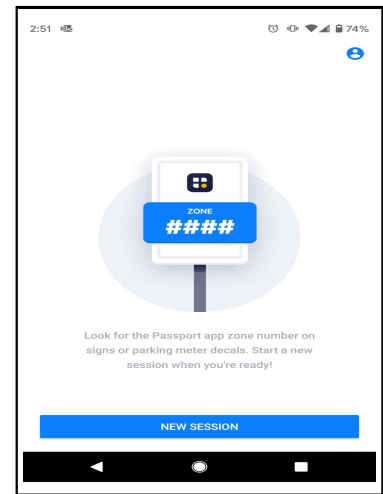 2:51
74%
ZONE
####
Look for the Passport app zone number on
signs or parking meter decals. Start a new
session when you're ready!
NEW SESSION